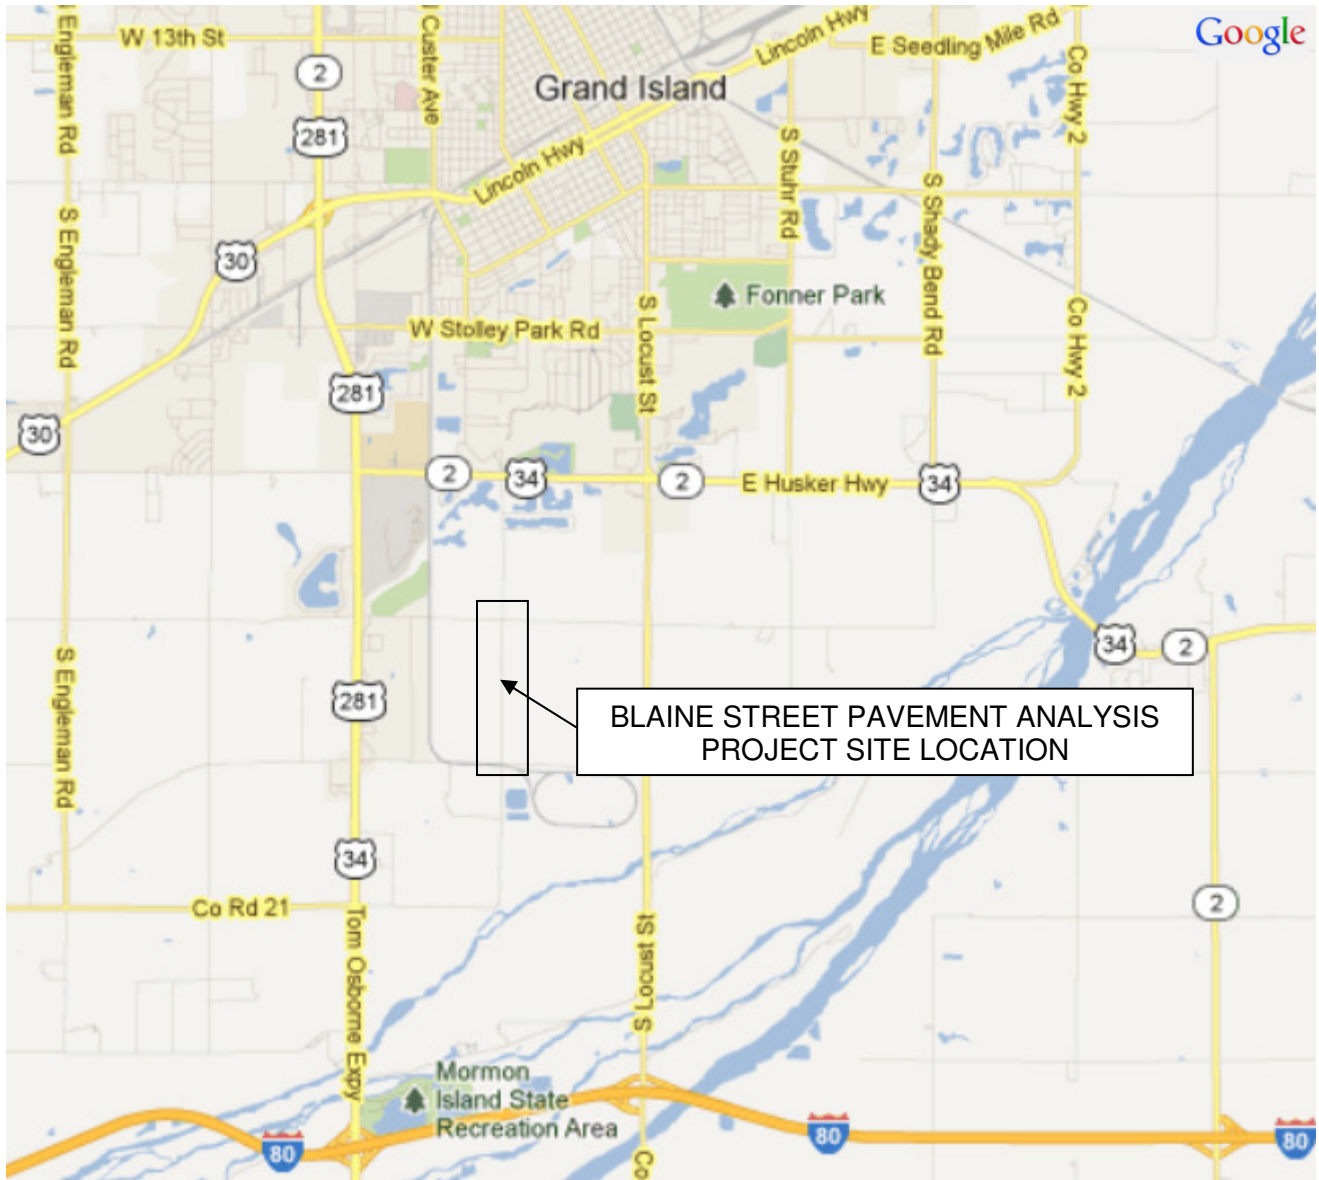 Google
N Engleman Rd
W 13th St
2
281
N Custer Ave
Grand Island
Lincoln Hwy
E Seedling Mile Rd
Co Hwy 2
S Stuhr Rd
S Shady Bend Rd
Lincoln Hwy
S Engleman Rd
30
Fonner Park
S Locust St
Co Hwy 2
W Stolley Park Rd
281
30
2
34
2
E Husker Hwy
34
34
2
S Engleman Rd
281
BLAINE STREET PAVEMENT ANALYSIS
PROJECT SITE LOCATION
34
2
Co Rd 21
Tom Osborne Expy
S Locust St
Mormon
Island State
Recreation Area
80
80
80
Co